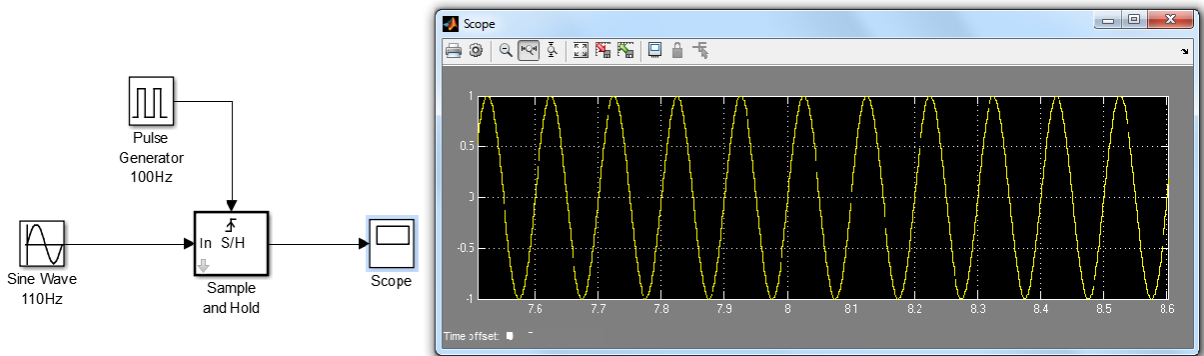 Scope
Pulse
Generator
100Hz
In S/H
Sine Wave
110Hz
Sample
and Hold
Scope
1
0.5
0
-0.5
-1
7.6 7.7 7.8 7.9 8 8.1 8.2 8.3 8.4 8.5 8.6
Time offset: